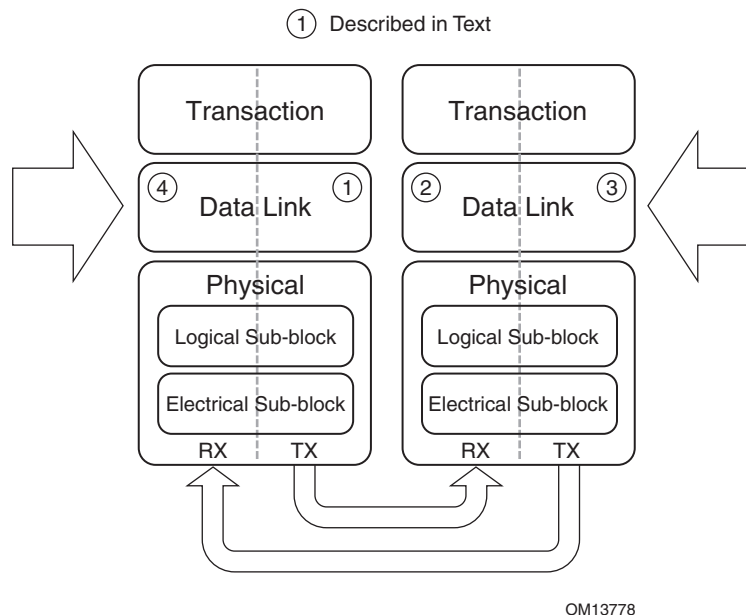 ① Described in Text
Transaction Transaction
④ Data Link ① ② Data Link ③
Physical Physical
Logical Sub-block Logical Sub-block
Electrical Sub-block Electrical Sub-block
RX TX RX TX
OM13778